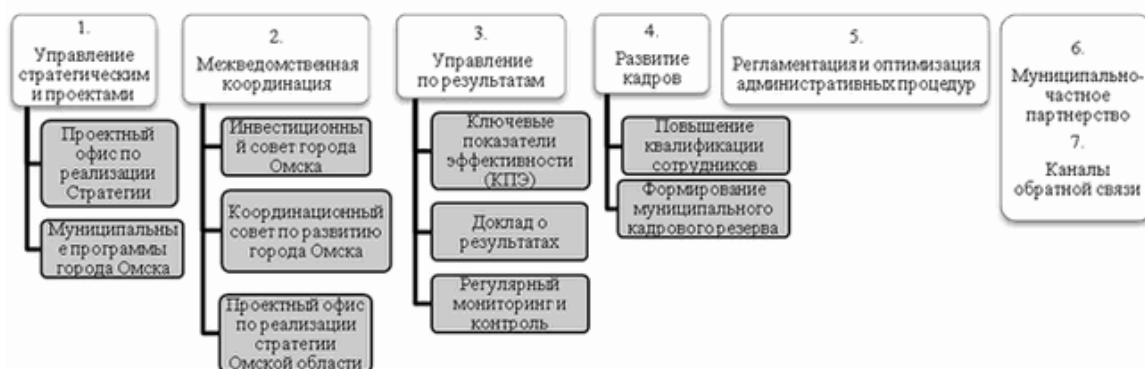 1.
Управление
стратегическим
и проектами
Проектный
офис по
реализации
Стратегии
Муниципальны
е программы
города Омска
2.
Межведомственная
координация
Инвестиционны
й совет города
Омска
Координационный
совет по развитию
города Омска
Проектный офис
по реализации
стратегии
Омской области
3.
Управление
по результатам
Ключевые
показатели
эффективности
(КПЭ)
Доклад о
результатах
Регулярный
мониторинг и
контроль
4.
Развитие
кадров
Повышение
квалификации
сотрудников
Формирование
муниципального
кадрового резерва
5.
Регламентация и оптимизация
административных процедур
6.
Муниципально-
частное
партнерство
7.
Каналы
обратной связи